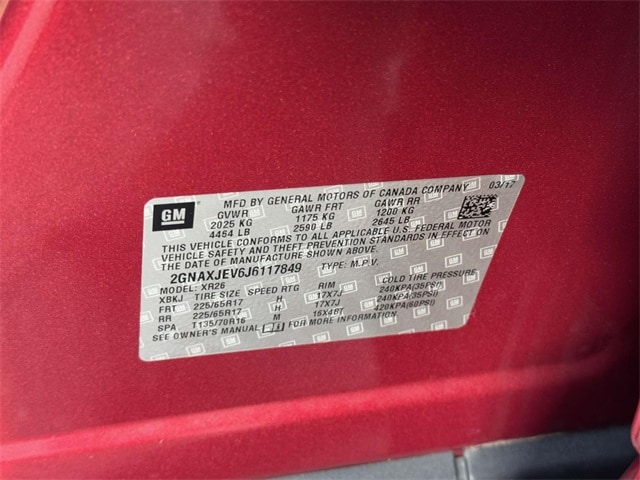 GM MFD BY GENERAL MOTORS OF CANADA COMPANY 03/17
GVWR GAWR FRT GAWR RR
2025 KG 1175 KG 1200 KG
4464 LB 2590 LB 2645 LB
THIS VEHICLE CONFORMS TO ALL APPLICABLE U.S. FEDERAL MOTOR
VEHICLE SAFETY AND BUMPER STANDARDS IN EFFECT ON
THE DATE OF MANUFACTURE SHOWN ABOVE.
2GNAXJEV6J6117849 TYPE: M.P.V.
MODEL: XR26
XBKJ TIRE SIZE SPEED RTG RIM COLD TIRE PRESSURE
FRT 225/65R17 H 17X7J 240KPA(35PSI)
RR 225/65R17 H 17X7J 240KPA(35PSI)
SPA T135/70R16 M 16X4BT 420KPA(60PSI)
SEE OWNER'S MANUAL FOR MORE INFORMATION.